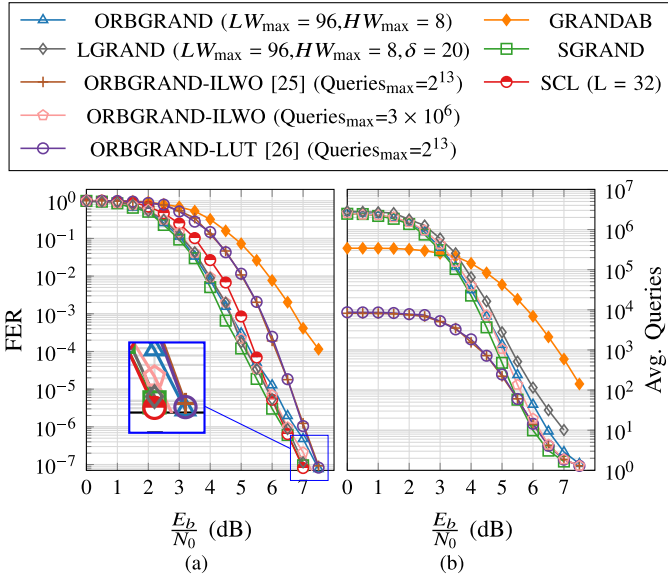 ORBGRAND (LWmax = 96,HWmax = 8)
GRANDAB
LGRAND (LWmax = 96,HWmax = 8,δ = 20)
SGRAND
ORBGRAND-ILWO [25] (Queriesmax=2^13)
SCL (L = 32)
ORBGRAND-ILWO (Queriesmax=3 × 10^6)
ORBGRAND-LUT [26] (Queriesmax=2^13)
FER
10^0
10^−1
10^−2
10^−3
10^−4
10^−5
10^−6
10^−7
0 1 2 3 4 5 6 7
Eb/N0 (dB)
(a)
10^7
10^6
10^5
10^4
10^3
10^2
10^1
10^0
Avg. Queries
0 1 2 3 4 5 6 7
Eb/N0 (dB)
(b)